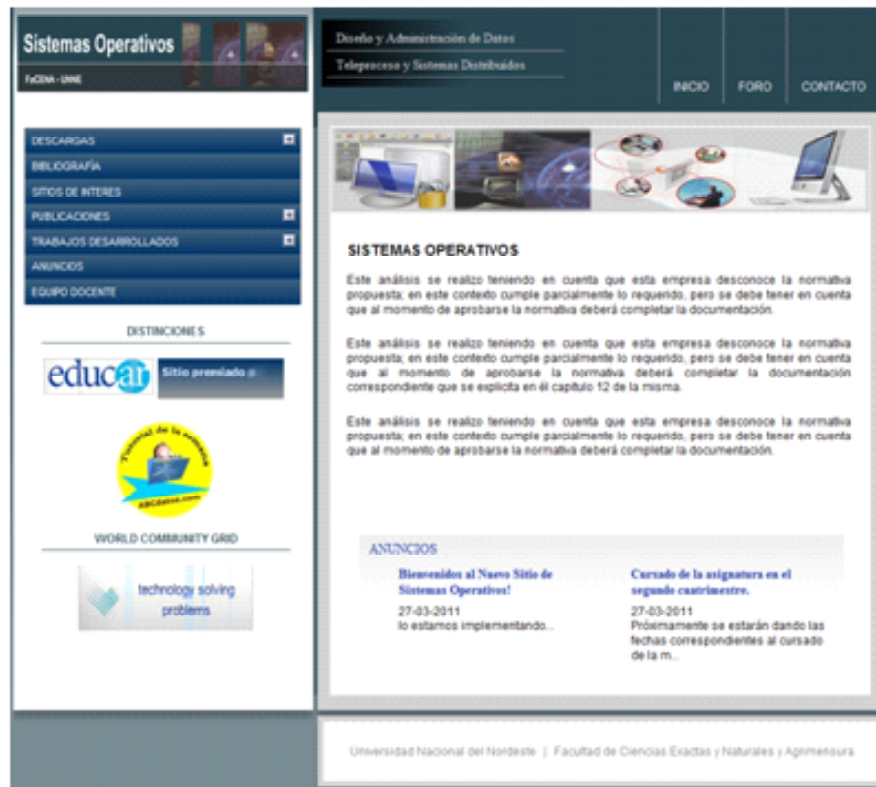 Sistemas Operativos
FaCENA - UNNE
Diseño y Administración de Datos
Teleproceso y Sistemas Distribuidos
INICIO
FORO
CONTACTO
DESCARGAS
BIBLIOGRAFÍA
SITIOS DE INTERES
PUBLICACIONES
TRABAJOS DESARROLLADOS
ANUNCIOS
EQUIPO DOCENTE
DISTINCIONES
educar
Sitio premiado
Tutorial de la semana
ABCdatos.com
WORLD COMMUNITY GRID
technology solving
problems
SISTEMAS OPERATIVOS
Este análisis se realizo teniendo en cuenta que esta empresa desconoce la normativa
propuesta; en este contexto cumple parcialmente lo requerido, pero se debe tener en cuenta
que al momento de aprobarse la normativa deberá completar la documentación.
Este análisis se realizo teniendo en cuenta que esta empresa desconoce la normativa
propuesta; en este contexto cumple parcialmente lo requerido, pero se debe tener en cuenta
que al momento de aprobarse la normativa deberá completar la documentación
correspondiente que se explicita en él capítulo 12 de la misma.
Este análisis se realizo teniendo en cuenta que esta empresa desconoce la normativa
propuesta; en este contexto cumple parcialmente lo requerido, pero se debe tener en cuenta
que al momento de aprobarse la normativa deberá completar la documentación.
ANUNCIOS
Bienvenidos al Nuevo Sitio de
Sistemas Operativos!
27-03-2011
lo estamos implementando...
Cursado de la asignatura en el
segundo cuatrimestre.
27-03-2011
Próximamente se estarán dando las
fechas correspondientes al cursado
de la m...
Universidad Nacional del Nordeste | Facultad de Ciencias Exactas y Naturales y Agrimensura